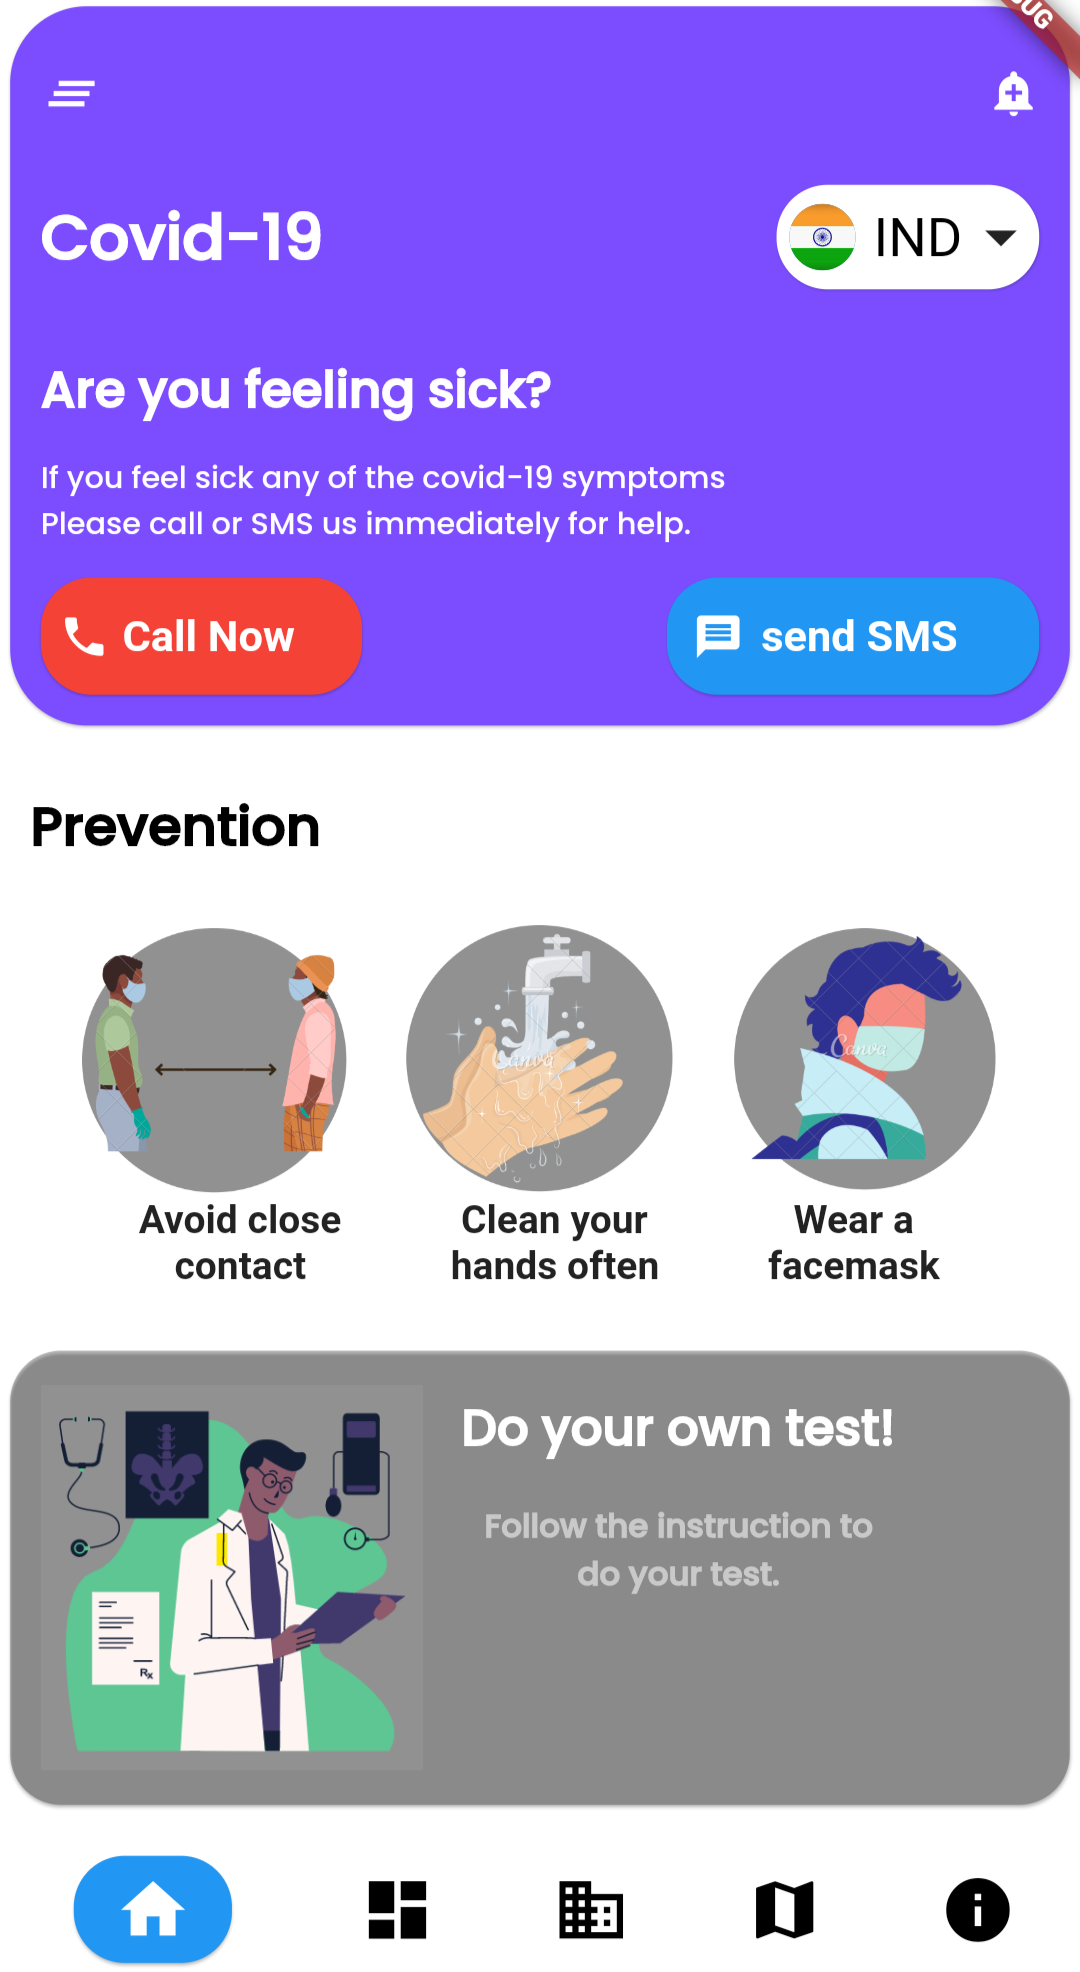 Covid-19
IND
Are you feeling sick?
If you feel sick any of the covid-19 symptoms
Please call or SMS us immediately for help.
Call Now
send SMS
Prevention
Canva
Canva
Avoid close
contact
Clean your
hands often
Wear a
facemask
Do your own test!
Follow the instruction to
do your test.
Rx